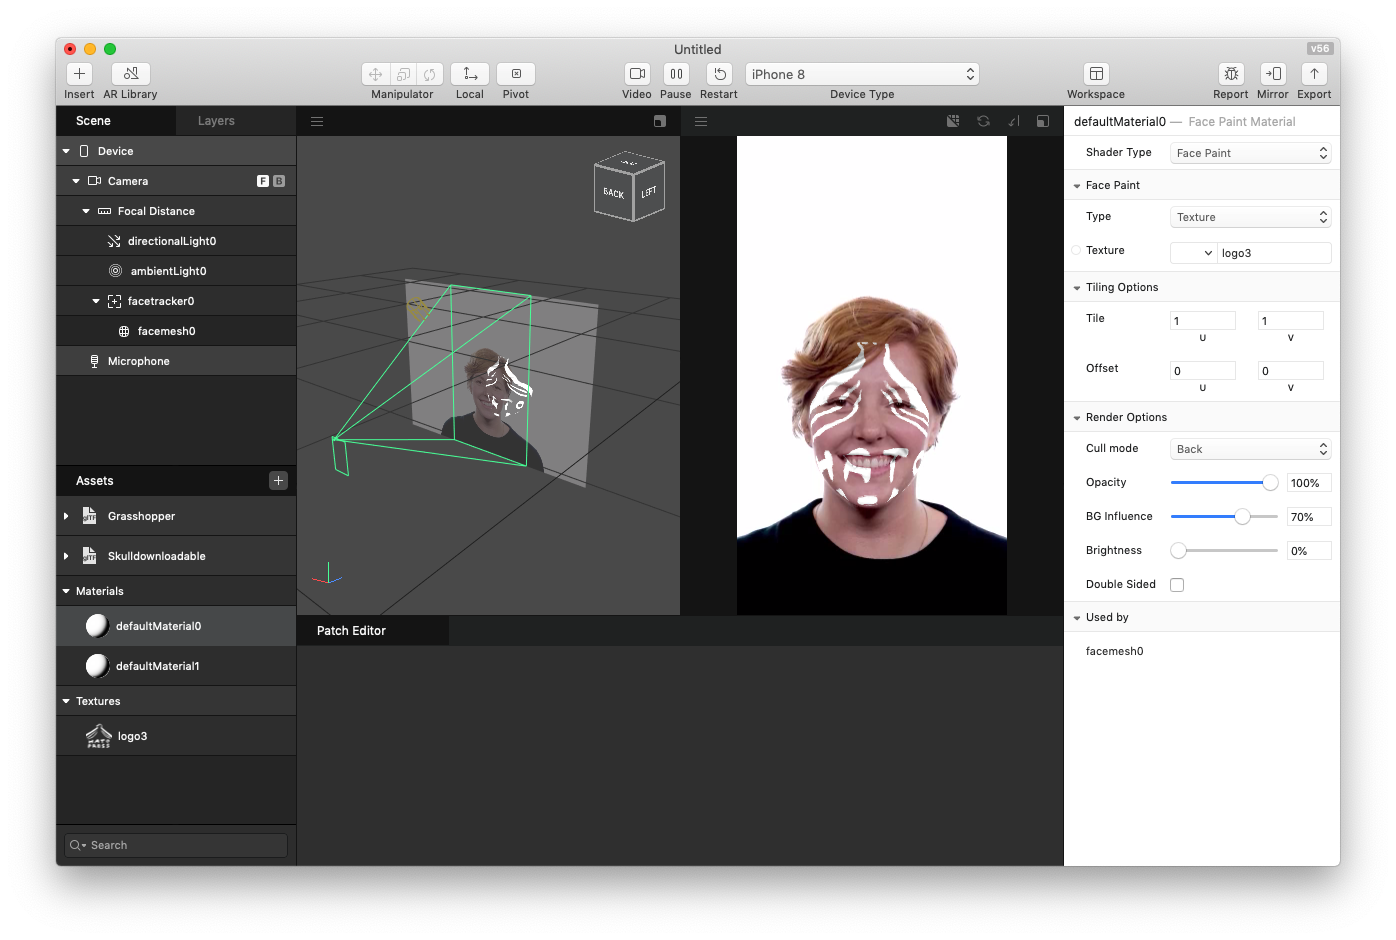 Untitled
v56
Insert
AR Library
Manipulator
Local
Pivot
Video
Pause
Restart
iPhone 8
Device Type
Workspace
Report
Mirror
Export
Scene
Layers
Device
Camera
F
B
Focal Distance
directionalLight0
ambientLight0
facetracker0
facemesh0
Microphone
Assets
glTF
Grasshopper
glTF
Skulldownloadable
Materials
defaultMaterial0
defaultMaterial1
Textures
logo3
Search
BACK
LEFT
Patch Editor
defaultMaterial0 — Face Paint Material
Shader Type
Face Paint
Face Paint
Type
Texture
Texture
logo3
Tiling Options
Tile
1
1
U
V
Offset
0
0
U
V
Render Options
Cull mode
Back
Opacity
100%
BG Influence
70%
Brightness
0%
Double Sided
Used by
facemesh0